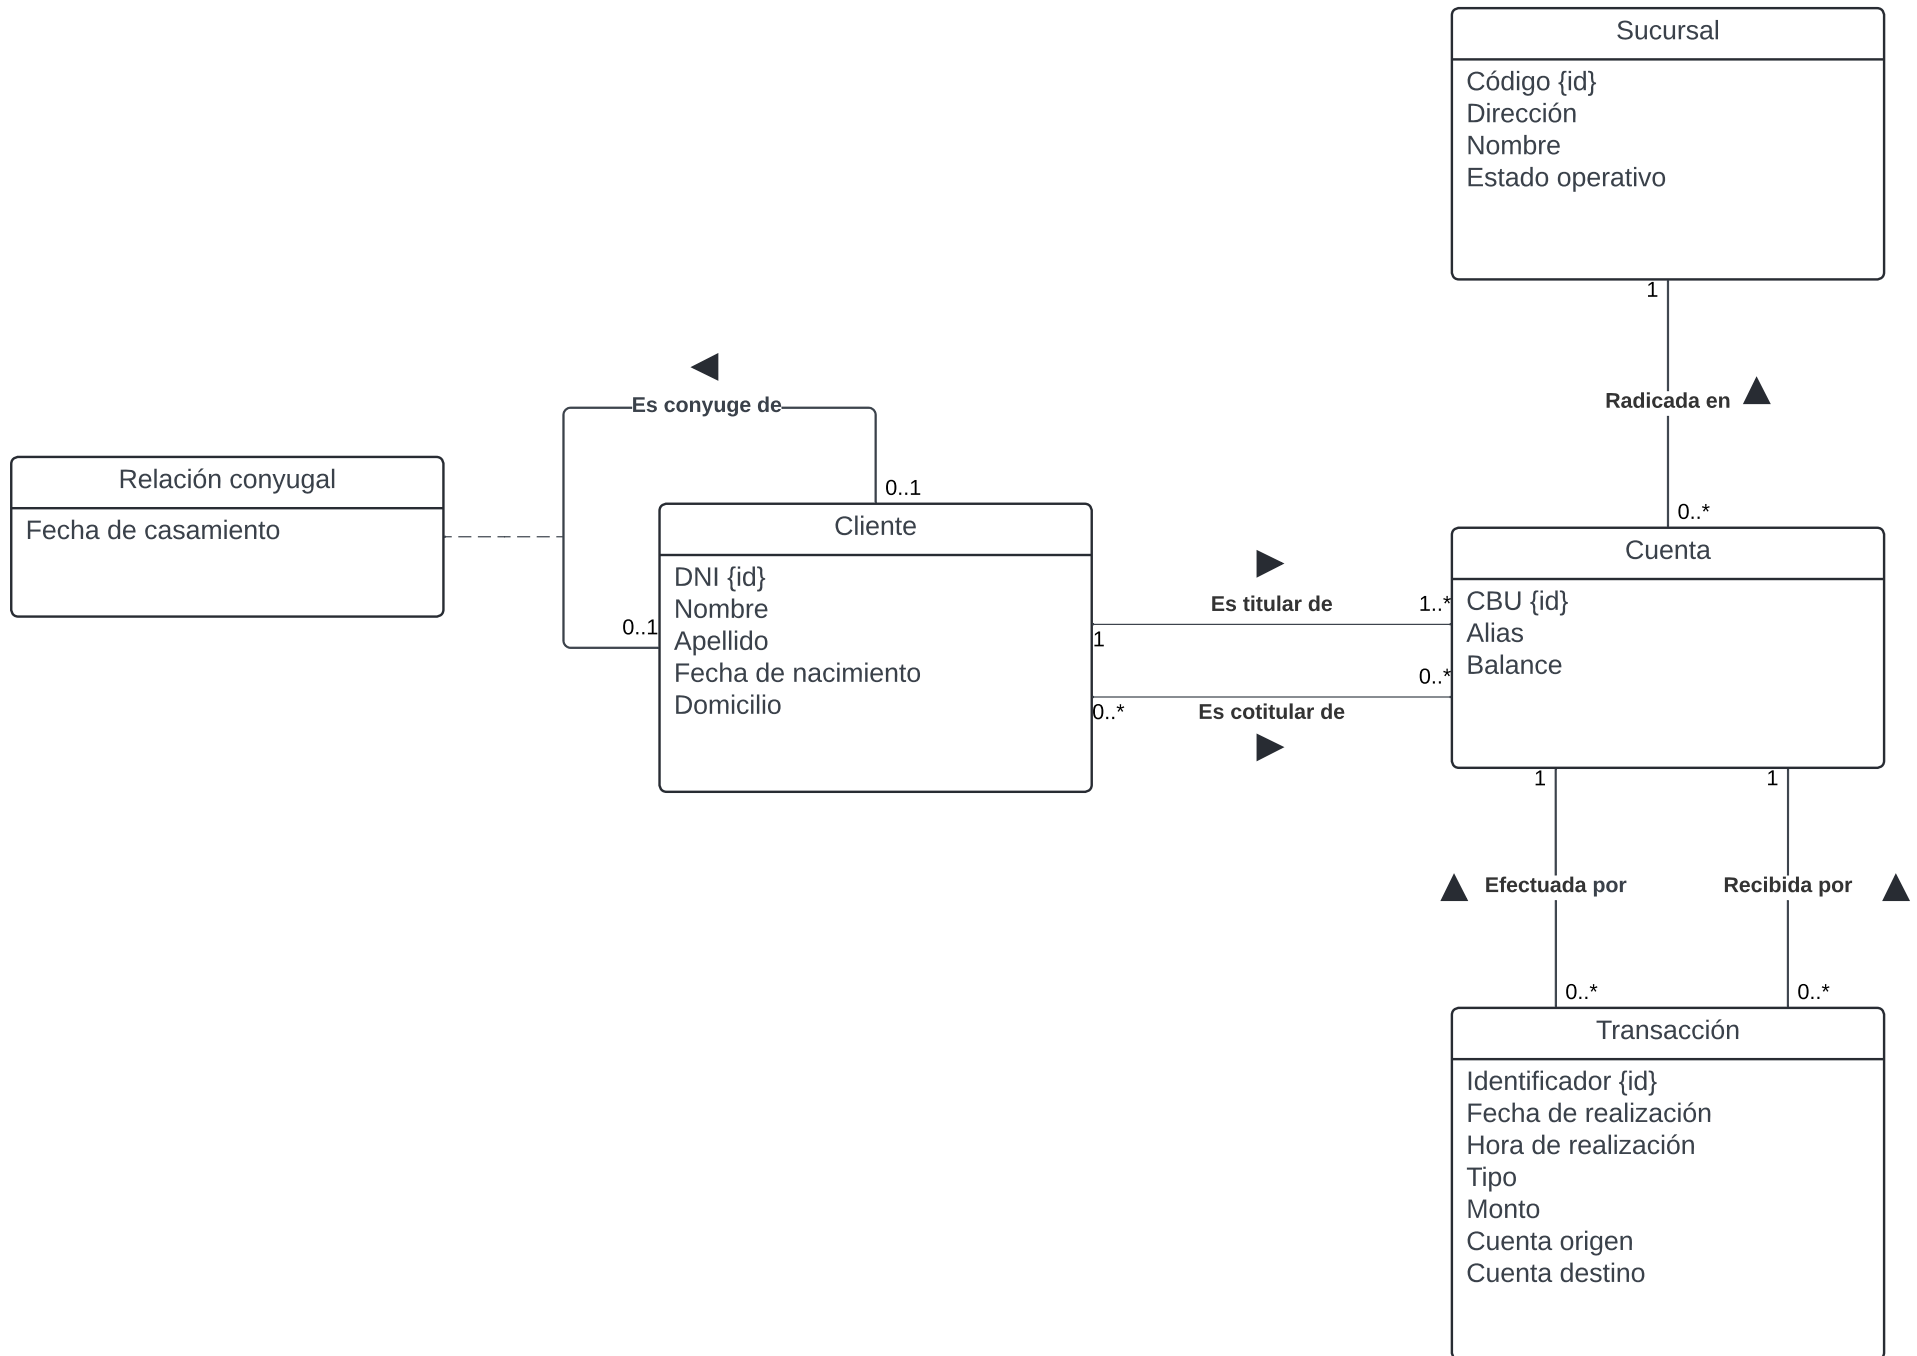 Sucursal
Código {id}
Dirección
Nombre
Estado operativo
1
Radicada en
0..*
Es conyuge de
0..1
0..1
Relación conyugal
Fecha de casamiento
Cliente
DNI {id}
Nombre
Apellido
Fecha de nacimiento
Domicilio
Es titular de
1..*
1
0..*
0..*
Es cotitular de
Cuenta
CBU {id}
Alias
Balance
1
1
Efectuada por
Recibida por
0..*
0..*
Transacción
Identificador {id}
Fecha de realización
Hora de realización
Tipo
Monto
Cuenta origen
Cuenta destino